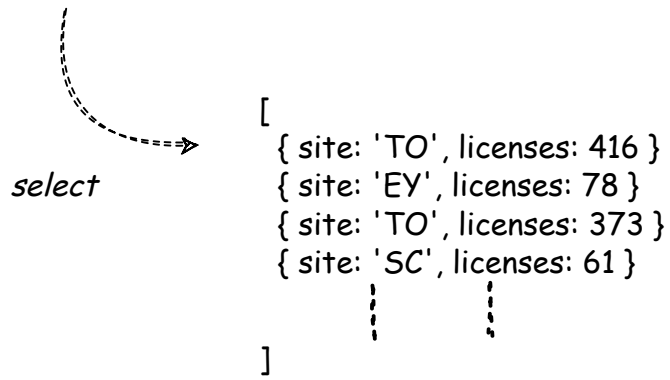 [
{ site: 'TO', licenses: 416 }
select
{ site: 'EY', licenses: 78 }
{ site: 'TO', licenses: 373 }
{ site: 'SC', licenses: 61 }
]